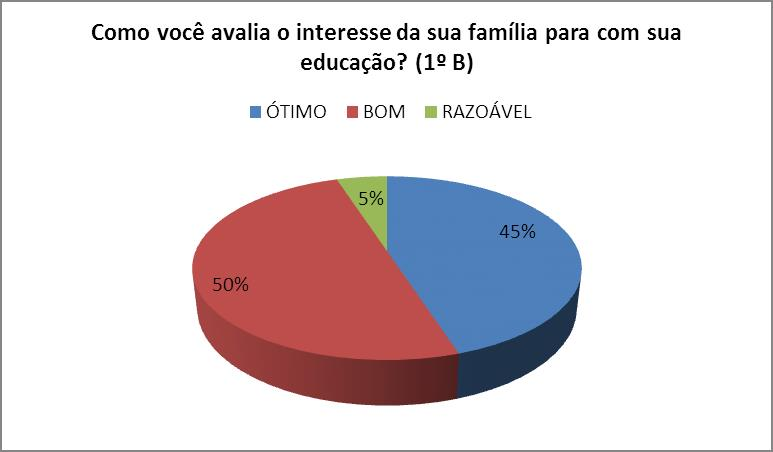 Como você avalia o interesse da sua família para com sua
educação? (1º B)
ÓTIMO BOM RAZOÁVEL
5%
45%
50%